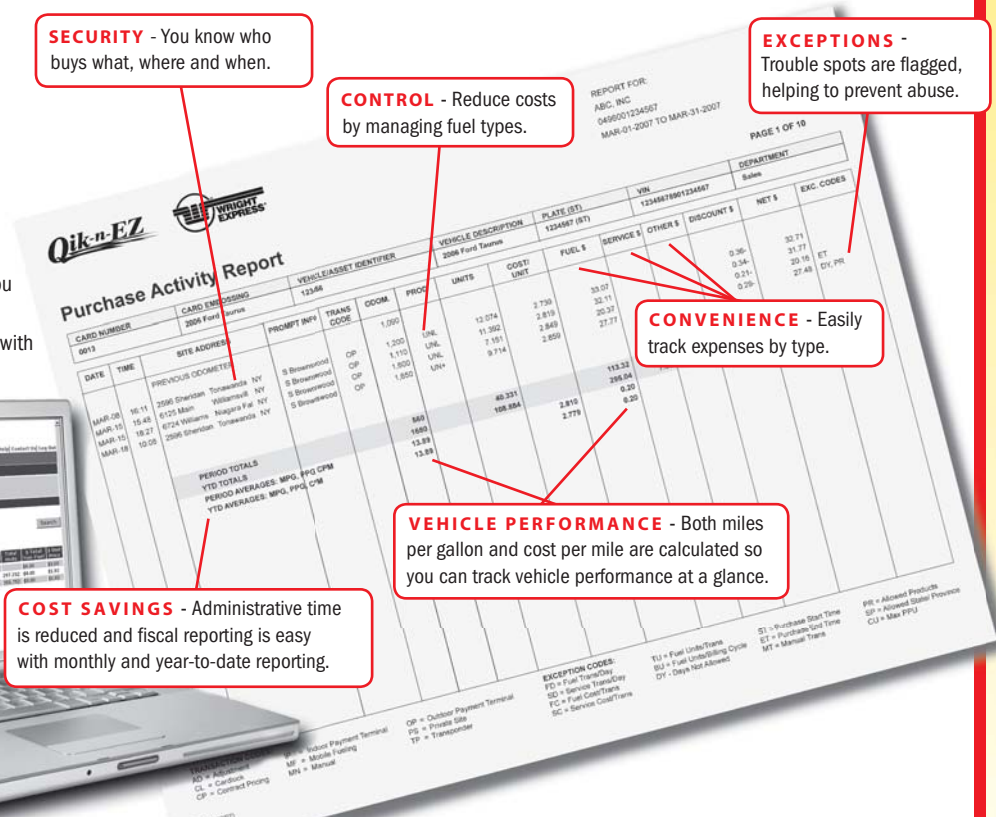 SECURITY - You know who
buys what, where and when.
CONTROL - Reduce costs
by managing fuel types.
EXCEPTIONS -
Trouble spots are flagged,
helping to prevent abuse.
REPORT FOR:
ABC, INC
0496001234567
MAR-01-2007 TO MAR-31-2007
PAGE 1 OF 10
Qik-n-EZ
WRIGHT
EXPRESS
Purchase Activity Report
CARD NUMBER CARD EMBOSSING VEHICLE/ASSET IDENTIFIER VEHICLE DESCRIPTION PLATE (ST) VIN DEPARTMENT
0013 2006 Ford Taurus 2006 Ford Taurus 1234567 (ST) Sales
DATE TIME SITE ADDRESS PROMPT INF# TRANS CODE ODOM. PROD UNITS COST/ UNIT FUEL $ SERVICE $ OTHER $ DISCOUNT $ NET $ EXC. CODES
PREVIOUS ODOMETER 1,090
MAR-08 16:11 2596 Sheridan Tonawanda NY S Brownswood OP 1,200 UNL 12.074 2.739 33.07 0.36- 32.71
MAR-15 15:48 6125 Main Williamsvill NY S Brownswood OP 1,110 UNL 11.392 2.819 32.11 0.34- 31.77
MAR-15 18:27 6724 Williams Niagara Fal NY S Brownswood OP 1,600 UNL 7.151 2.849 20.37 0.21- 20.16 ET
MAR-18 10:08 2596 Sheridan Tonawanda NY S Brownswood OP 1,650 UN+ 9.714 2.859 27.77 0.29- 27.48 DY, PR
PERIOD TOTALS 560 40.331 113.32
YTD TOTALS 1680
PERIOD AVERAGES: MPG, PPG CPM 13.89 2.810 0.20
YTD AVERAGES: MPG, PPG, CPM 13.89 2.779 0.20
CONVENIENCE - Easily
track expenses by type.
VEHICLE PERFORMANCE - Both miles
per gallon and cost per mile are calculated so
you can track vehicle performance at a glance.
COST SAVINGS - Administrative time
is reduced and fiscal reporting is easy
with monthly and year-to-date reporting.
with
Search
AD = Adjustment
CL = Cardlock
CP = Contract Pricing
Indoor Payment Terminal
MF = Mobile Fueling
MN = Manual
OP = Outdoor Payment Terminal
PS = Private Site
TP = Transponder
EXCEPTION CODES:
FD = Fuel Trans/Day
SD = Service Trans/Day
FC = Fuel Cost/Trans
SC = Service Cost/Trans
TU = Fuel Units/Trans
BU = Fuel Units/Billing Cycle
DY - Days Not Allowed
ST = Purchase Start Time
ET = Purchase End Time
MT = Manual Trans
PR = Allowed Products
SP = Allowed State/ Province
CU = Max PPU